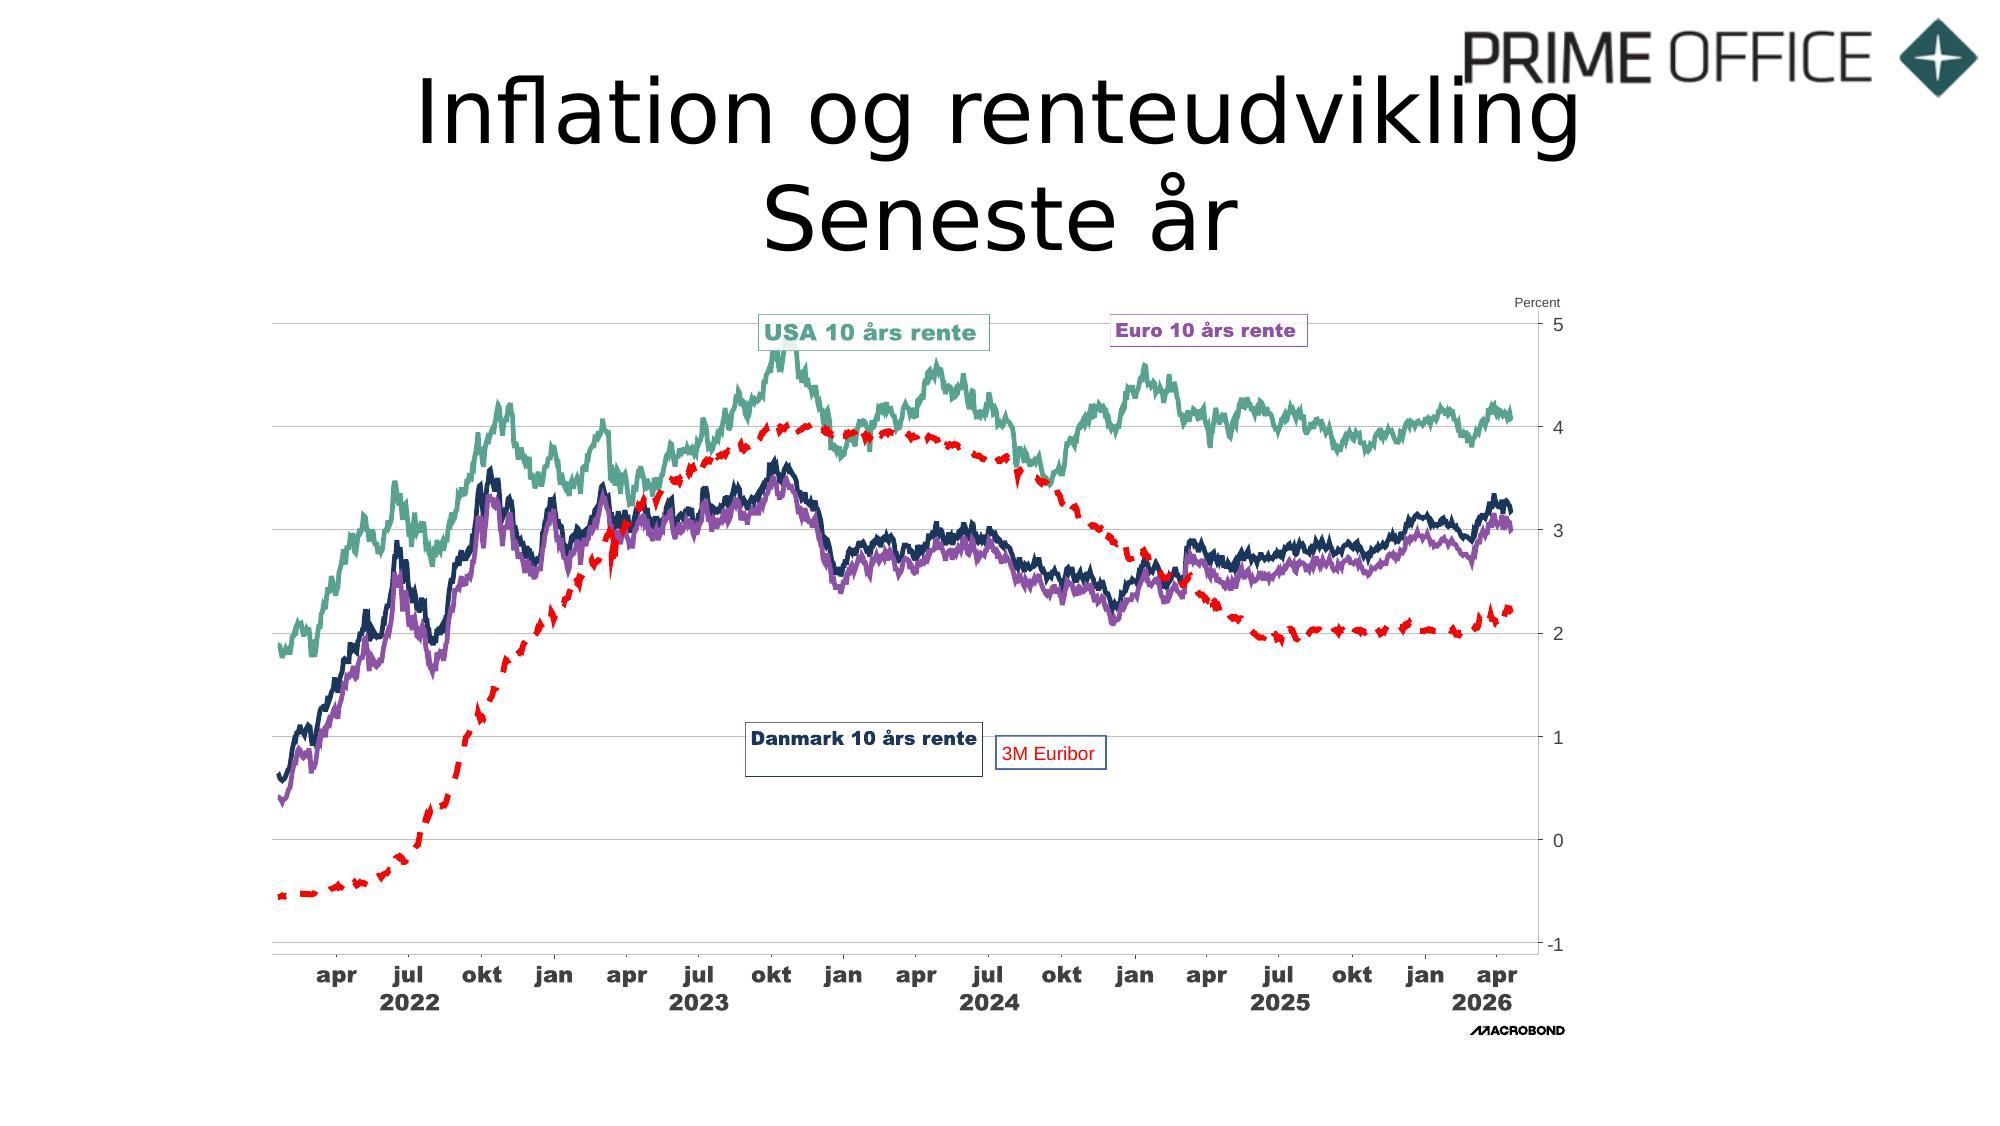 PRIME OFFICE
Inflation og renteudvikling
Seneste år
Percent
USA 10 års rente
Euro 10 års rente
5
4
3
2
1
0
-1
Danmark 10 års rente
3M Euribor
apr jul okt jan apr jul okt jan apr jul okt jan apr jul okt jan apr
2022 2023 2024 2025 2026
MACROBOND